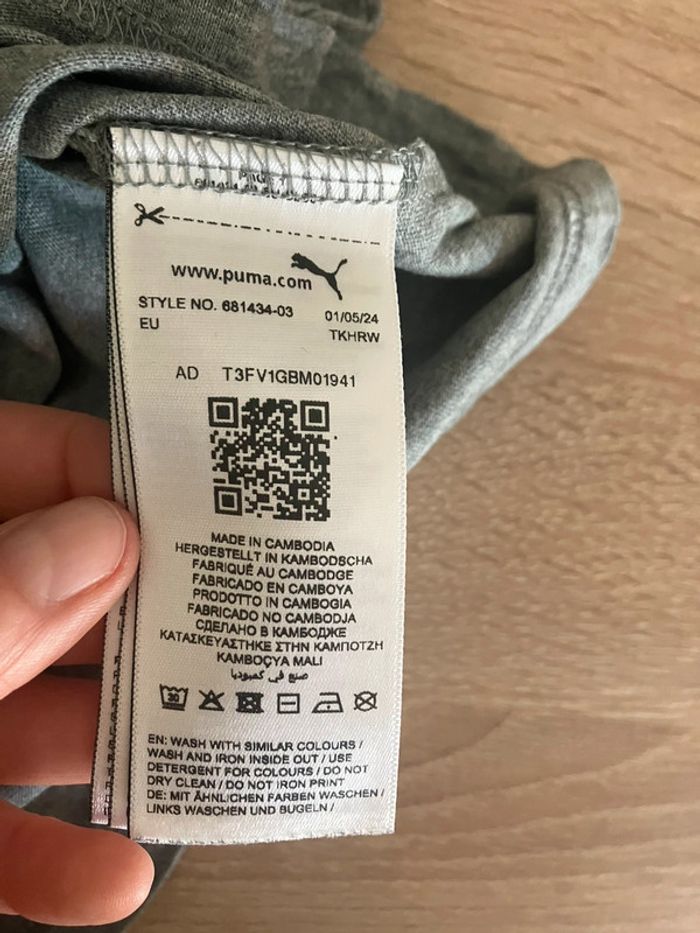 www.puma.com
STYLE NO. 681434-03
01/05/24
EU
TKHRW
AD T3FV1GBM01941
MADE IN CAMBODIA
HERGESTELLT IN KAMBODSCHA
FABRIQUÉ AU CAMBODGE
FABRICADO EN CAMBOYA
PRODOTTO IN CAMBOGIA
FABRICADO NO CAMBODJA
СДЕЛАНО В КАМБОДЖЕ
ΚΑΤΑΣΚΕΥΑΣΤΗΚΕ ΣΤΗΝ ΚΑΜΠΟΤΖΗ
KAMBOÇYA MALI
صنع في كمبوديا
30
EN: WASH WITH SIMILAR COLOURS /
WASH AND IRON INSIDE OUT / USE
DETERGENT FOR COLOURS / DO NOT
DRY CLEAN / DO NOT IRON PRINT
DE: MIT ÄHNLICHEN FARBEN WASCHEN /
LINKS WASCHEN UND BÜGELN /